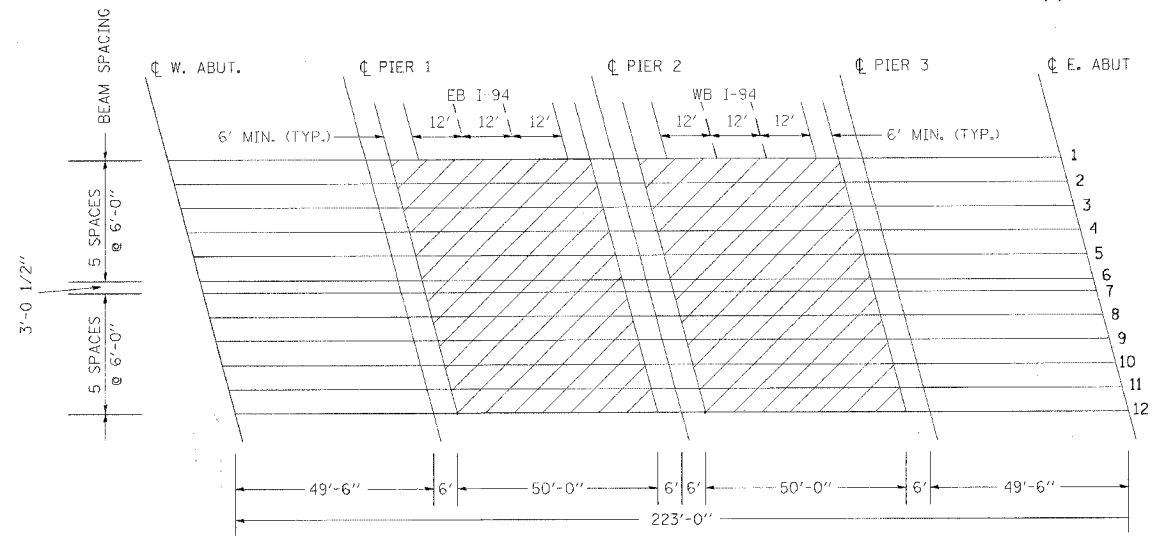 ℄ W. ABUT.
℄ PIER 1
℄ PIER 2
℄ PIER 3
℄ E. ABUT
BEAM SPACING
EB I-94
WB I-94
12' 12' 12'
12' 12' 12'
6' MIN. (TYP.)
6' MIN. (TYP.)
5 SPACES
@ 6'-0"
3'-0 1/2"
5 SPACES
@ 6'-0"
1
2
3
4
5
6
7
8
9
10
11
12
49'-6" 6' 50'-0" 6' 6' 50'-0" 6' 49'-6"
223'-0"